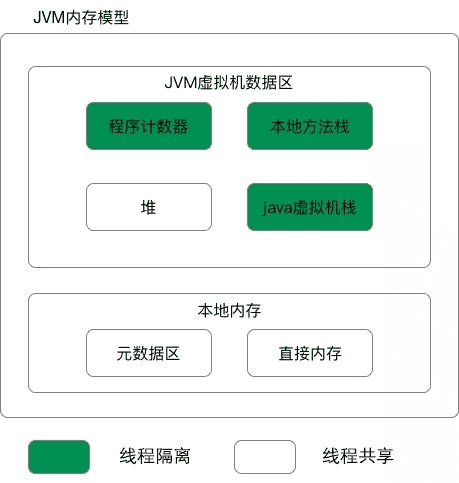 JVM内存模型
JVM虚拟机数据区
程序计数器
本地方法栈
堆
java虚拟机栈
本地内存
元数据区
直接内存
线程隔离
线程共享